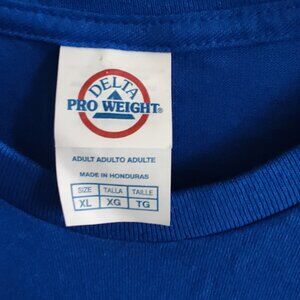 DELTA
PRO WEIGHT®
ADULT ADULTO ADULTE
MADE IN HONDURAS
SIZE TALLA TAILLE
XL XG TG